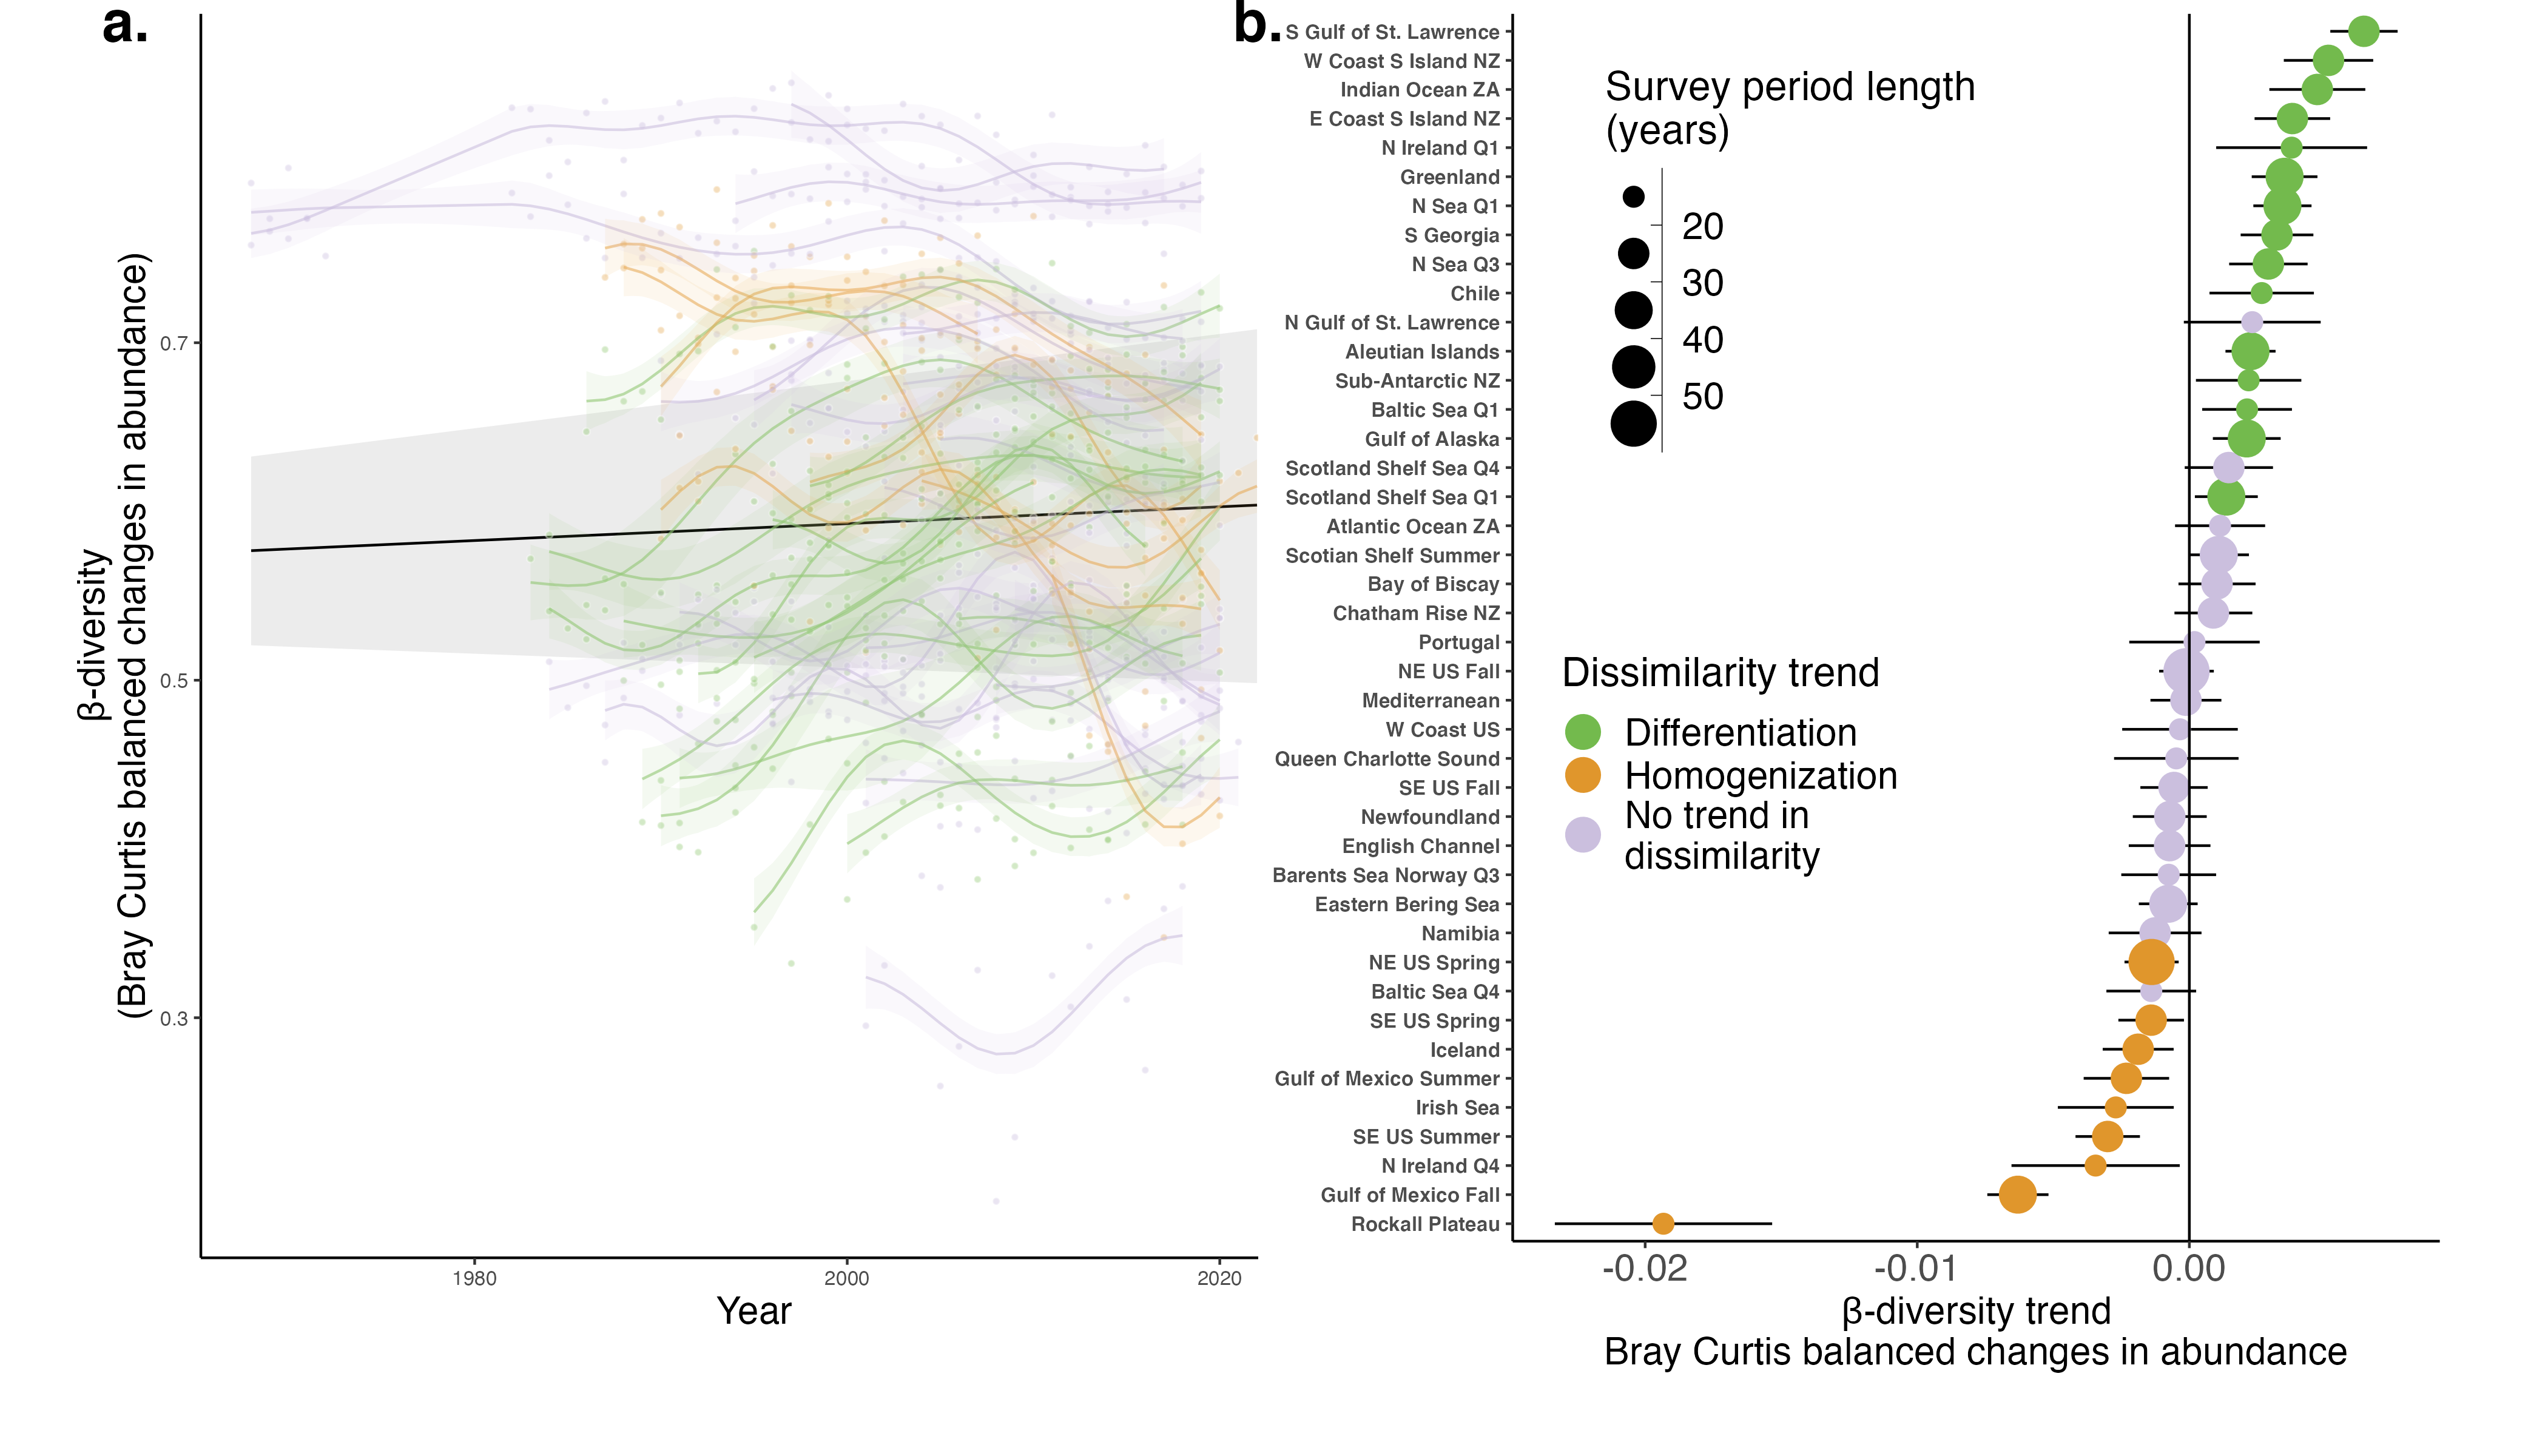 a.
β-diversity
(Bray Curtis balanced changes in abundance)
0.7
0.5
0.3
1980
2000
2020
Year
b.
S Gulf of St. Lawrence
W Coast S Island NZ
Indian Ocean ZA
E Coast S Island NZ
N Ireland Q1
Greenland
N Sea Q1
S Georgia
N Sea Q3
Chile
N Gulf of St. Lawrence
Aleutian Islands
Sub-Antarctic NZ
Baltic Sea Q1
Gulf of Alaska
Scotland Shelf Sea Q4
Scotland Shelf Sea Q1
Atlantic Ocean ZA
Scotian Shelf Summer
Bay of Biscay
Chatham Rise NZ
Portugal
NE US Fall
Mediterranean
W Coast US
Queen Charlotte Sound
SE US Fall
Newfoundland
English Channel
Barents Sea Norway Q3
Eastern Bering Sea
Namibia
NE US Spring
Baltic Sea Q4
SE US Spring
Iceland
Gulf of Mexico Summer
Irish Sea
SE US Summer
N Ireland Q4
Gulf of Mexico Fall
Rockall Plateau
Survey period length
(years)
20
30
40
50
Dissimilarity trend
Differentiation
Homogenization
No trend in
dissimilarity
-0.02
-0.01
0.00
β-diversity trend
Bray Curtis balanced changes in abundance